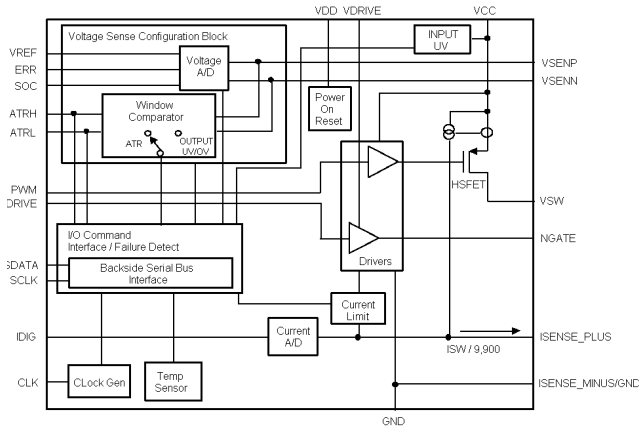 VDD VDRIVE VCC
Voltage Sense Configuration Block
INPUT
UV
VREF
ERR
SOC
Voltage
A/D
VSENP
VSENN
ATRH
ATRL
Window
Comparator
ATR
OUTPUT
UV/OV
Power
On
Reset
HSFET
PWM
DRIVE
VSW
I/O Command
Interface / Failure Detect
NGATE
Drivers
SDATA
SCLK
Backside Serial Bus
Interface
Current
Limit
IDIG
Current
A/D
ISENSE_PLUS
ISW / 9,900
CLK
CLock Gen
Temp
Sensor
ISENSE_MINUS/GND
GND